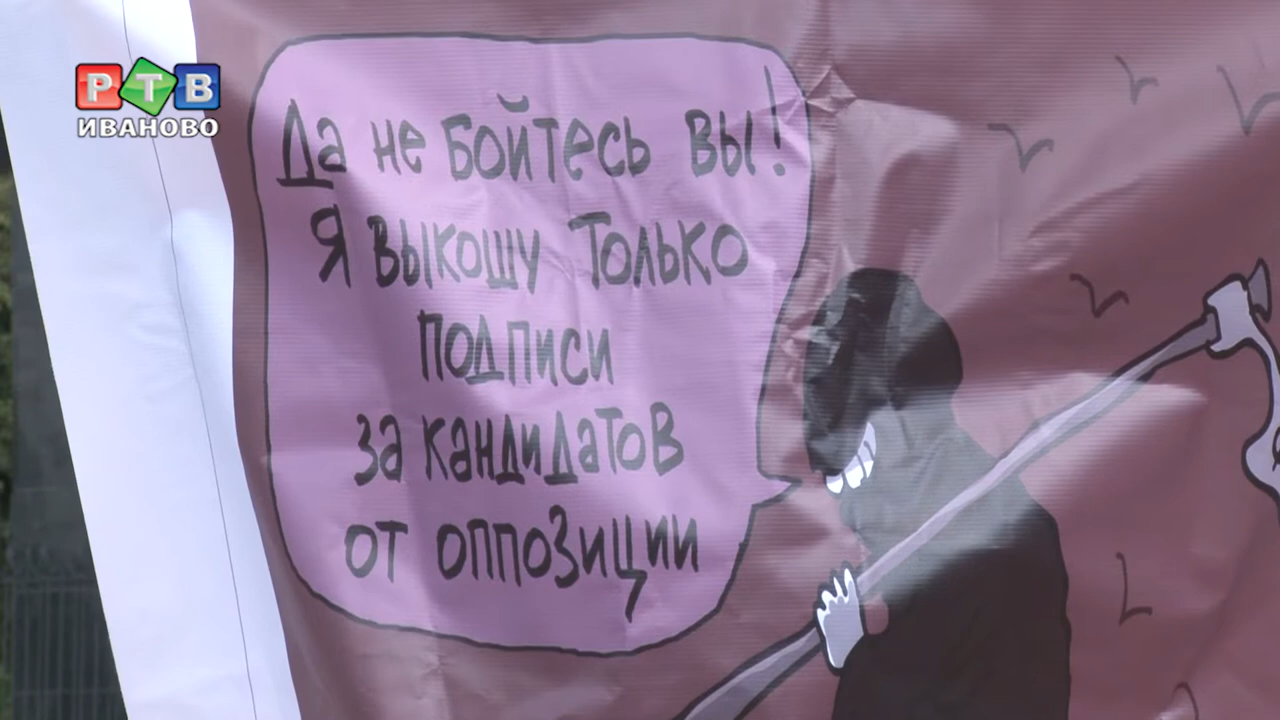 РТВ
ИВАНОВО
Да не бойтесь вы!
Я выкошу только
подписи
за кандидатов
от оппозиции